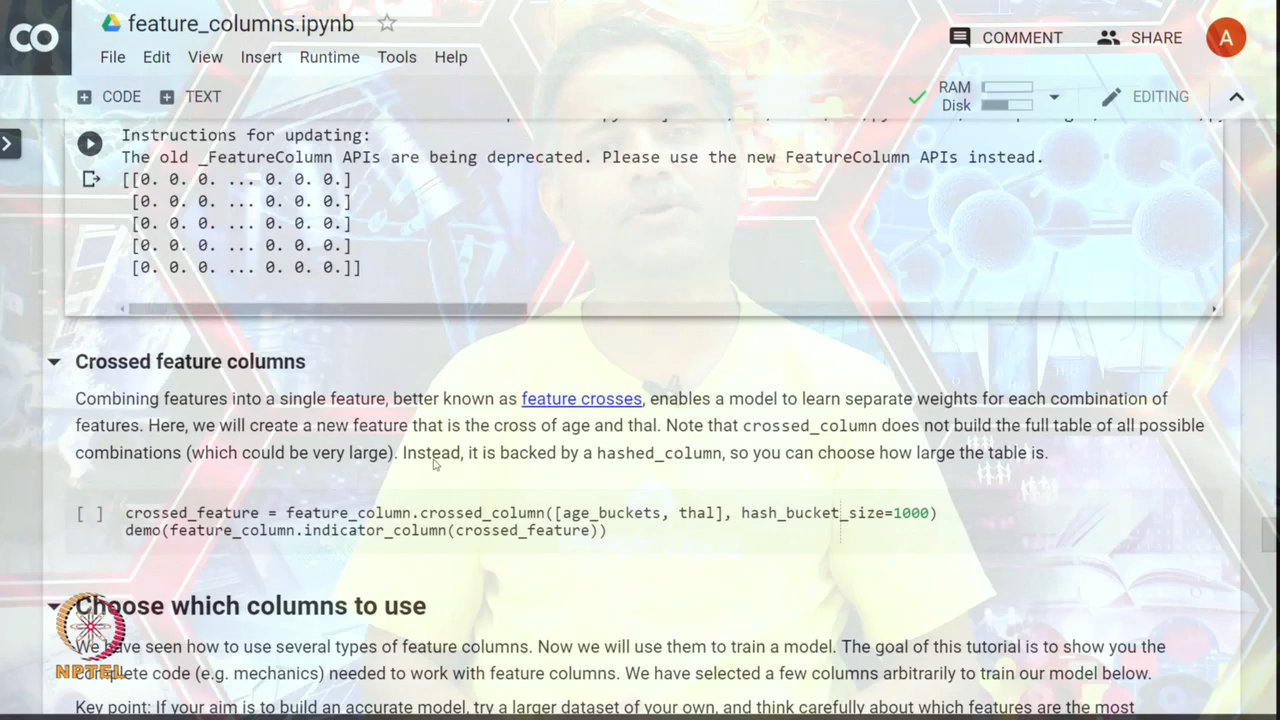 CO
feature_columns.ipynb
COMMENT
SHARE
A
File Edit View Insert Runtime Tools Help
CODE TEXT
RAM
Disk
EDITING
Instructions for updating:
The old _FeatureColumn APIs are being deprecated. Please use the new FeatureColumn APIs instead.
[[0. 0. 0. ... 0. 0. 0.]
[0. 0. 0. ... 0. 0. 0.]
[0. 0. 0. ... 0. 0. 0.]
[0. 0. 0. ... 0. 0. 0.]
[0. 0. 0. ... 0. 0. 0.]]
Crossed feature columns
Combining features into a single feature, better known as feature crosses, enables a model to learn separate weights for each combination of
features. Here, we will create a new feature that is the cross of age and thal. Note that crossed_column does not build the full table of all possible
combinations (which could be very large). Instead, it is backed by a hashed_column, so you can choose how large the table is.
[ ] crossed_feature = feature_column.crossed_column([age_buckets, thal], hash_bucket_size=1000)
demo(feature_column.indicator_column(crossed_feature))
Choose which columns to use
We have seen how to use several types of feature columns. Now we will use them to train a model. The goal of this tutorial is to show you the
complete code (e.g. mechanics) needed to work with feature columns. We have selected a few columns arbitrarily to train our model below.
Key point: If your aim is to build an accurate model, try a larger dataset of your own, and think carefully about which features are the most
NPTEL